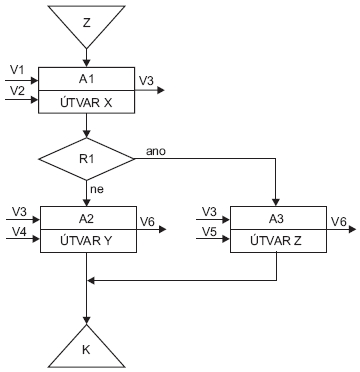 Z
V1
A1
V3
V2
ÚTVAR X
R1
ano
ne
V3
A2
V6
V4
ÚTVAR Y
V3
A3
V6
V5
ÚTVAR Z
K